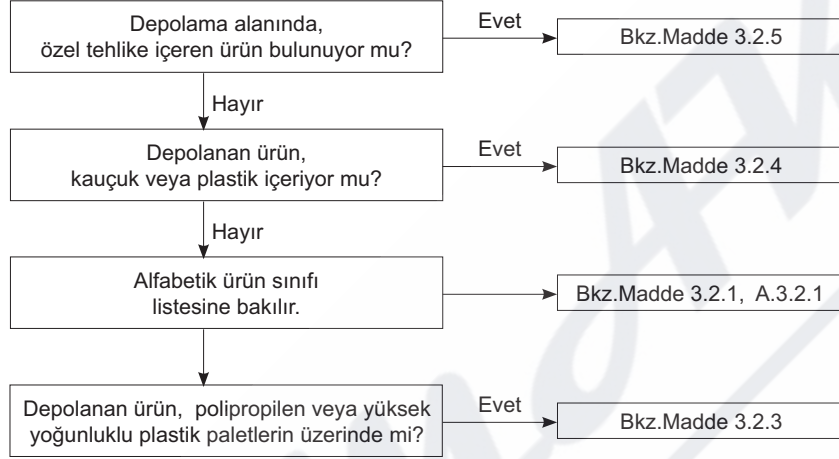 Depolama alanında,
özel tehlike içeren ürün bulunuyor mu?
Evet
Bkz.Madde 3.2.5
Hayır
Depolanan ürün,
kauçuk veya plastik içeriyor mu?
Evet
Bkz.Madde 3.2.4
Hayır
Alfabetik ürün sınıfı
listesine bakılır.
Bkz.Madde 3.2.1, A.3.2.1
Depolanan ürün, polipropilen veya yüksek
yoğunluklu plastik paletlerin üzerinde mi?
Evet
Bkz.Madde 3.2.3